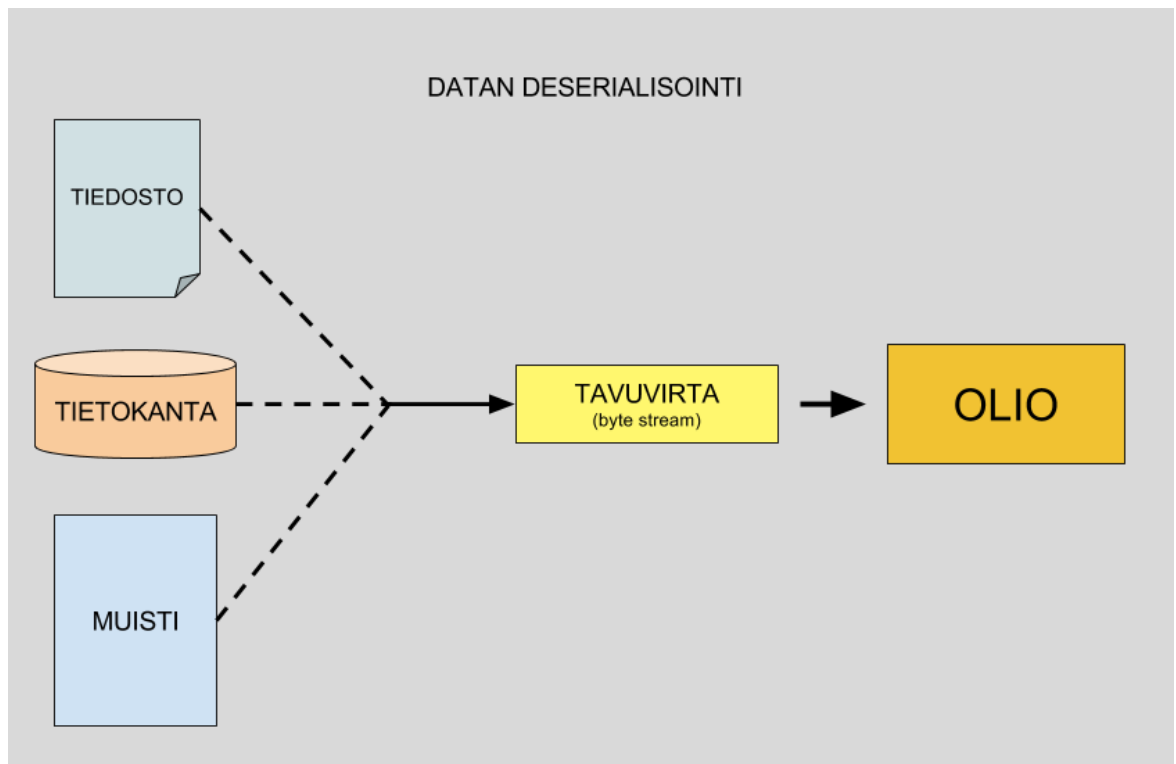 DATAN DESERIALISOINTI
TIEDOSTO
TIETOKANTA
MUISTI
TAVUVIRTA
(byte stream)
OLIO